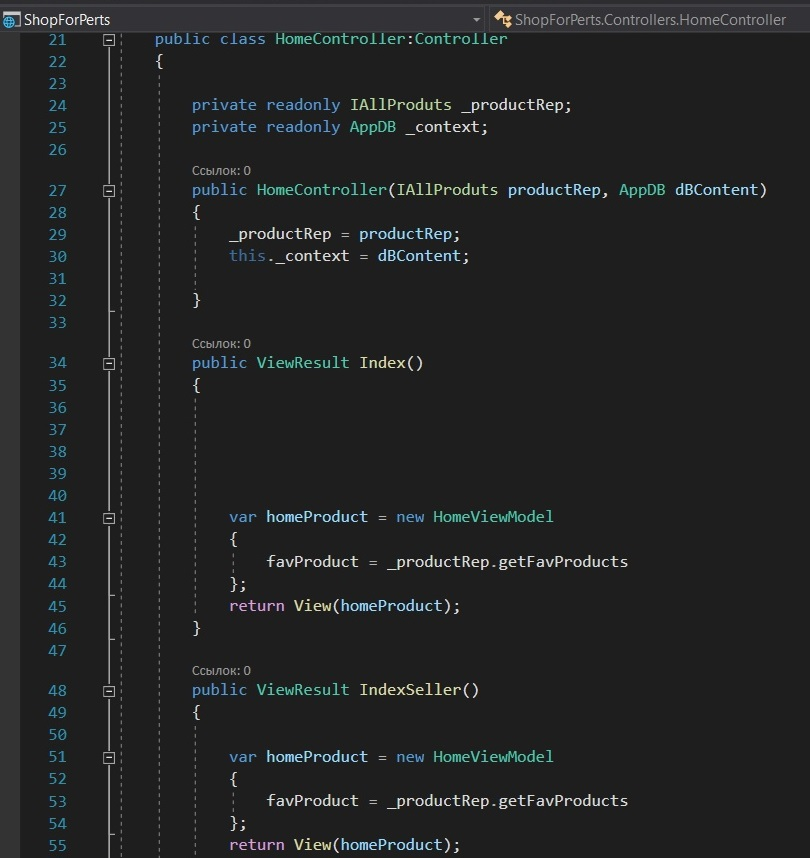 ShopForPerts ShopForPerts.Controllers.HomeController
21 public class HomeController:Controller
22 {
23
24 private readonly IAllProduts _productRep;
25 private readonly AppDB _context;
26
Ссылок: 0
27 public HomeController(IAllProduts productRep, AppDB dBContent)
28 {
29 _productRep = productRep;
30 this._context = dBContent;
31
32 }
33
Ссылок: 0
34 public ViewResult Index()
35 {
36
37
38
39
40
41 var homeProduct = new HomeViewModel
42 {
43 favProduct = _productRep.getFavProducts
44 };
45 return View(homeProduct);
46 }
47
Ссылок: 0
48 public ViewResult IndexSeller()
49 {
50
51 var homeProduct = new HomeViewModel
52 {
53 favProduct = _productRep.getFavProducts
54 };
55 return View(homeProduct);